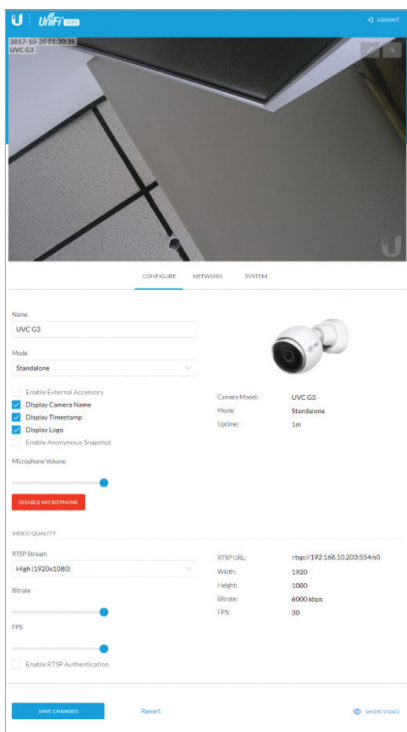 UniFi VIDEO
LOGOUT
2017-10-20 01:30:35
UVC G3
CONFIGURE NETWORK SYSTEM
Name
UVC G3
Mode
Standalone
Enable External Accessory
Display Camera Name
Display Timestamp
Display Logo
Enable Anonymous Snapshot
Microphone Volume
DISABLE MICROPHONE
Camera Model: UVC G3
Mode: Standalone
Uptime: 1m
VIDEO QUALITY
RTSP Stream
High (1920x1080)
Bitrate
FPS
Enable RTSP Authentication
RTSP URL: rtsp://192.168.10.203:554/s0
Width: 1920
Height: 1080
Bitrate: 6000 kbps
FPS: 30
SAVE CHANGES Revert SHOW VIDEO